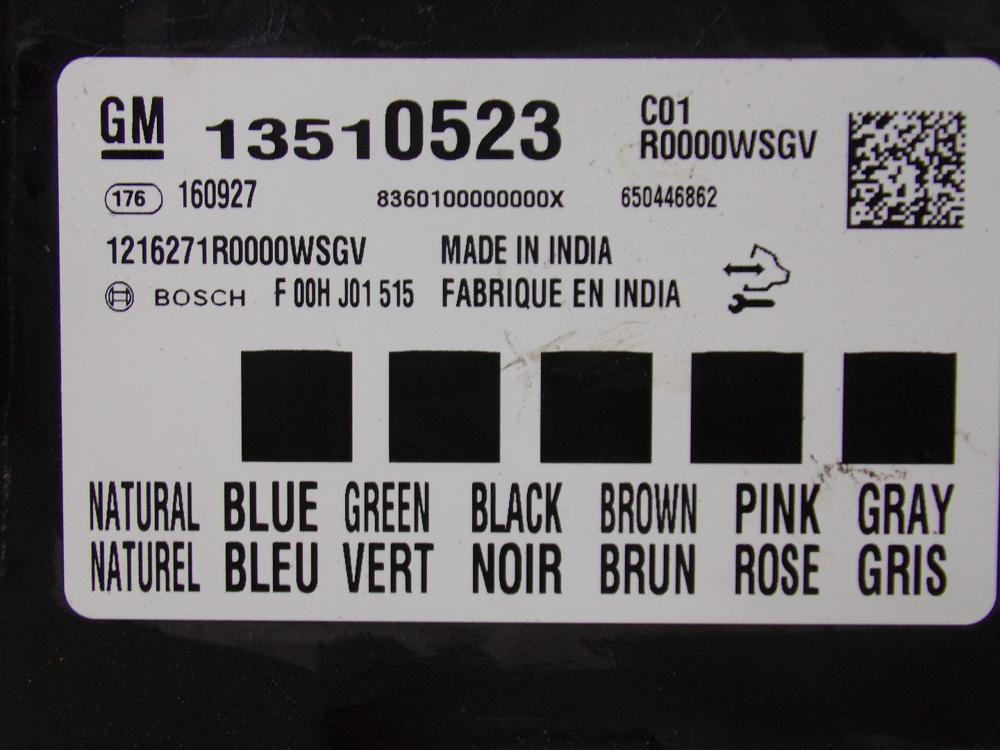 GM 13510523 C01
R0000WSGV
176 160927 8360100000000X 650446862
1216271R0000WSGV MADE IN INDIA
BOSCH F 00H J01 515 FABRIQUE EN INDIA
NATURAL BLUE GREEN BLACK BROWN PINK GRAY
NATUREL BLEU VERT NOIR BRUN ROSE GRIS